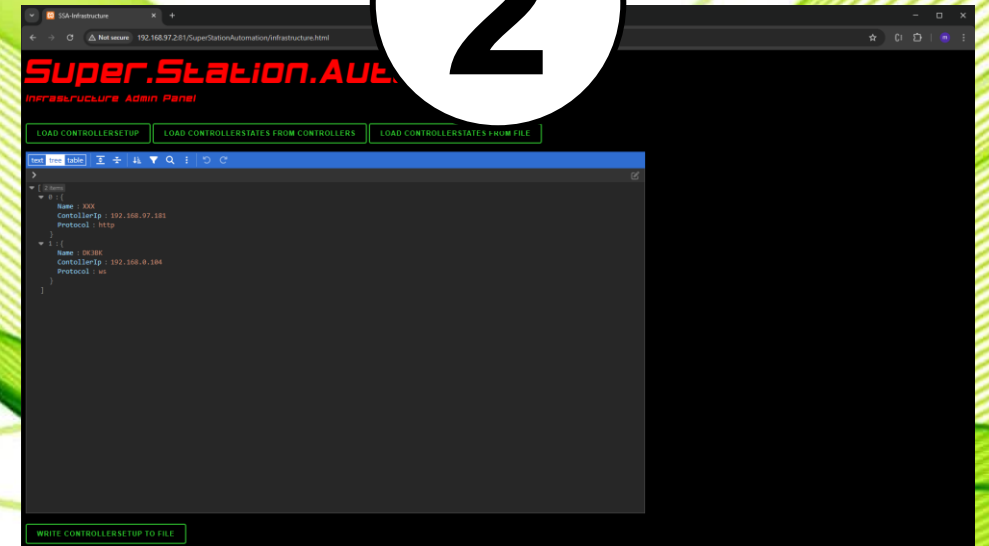 2
SSA-Infrastructure
Not secure 192.168.97.2:81/SuperStationAutomation/infrastructure.html
Super.Station.Aut
Infrastructure Admin Panel
LOAD CONTROLLERSETUP LOAD CONTROLLERSTATES FROM CONTROLLERS LOAD CONTROLLERSTATES FROM FILE
text tree table
[ 2 items
0 : {
Name : XXX
ContollerIp : 192.168.97.181
Protocol : http
}
1 : {
Name : DK3BK
ContollerIp : 192.168.0.104
Protocol : ws
}
]
WRITE CONTROLLERSETUP TO FILE